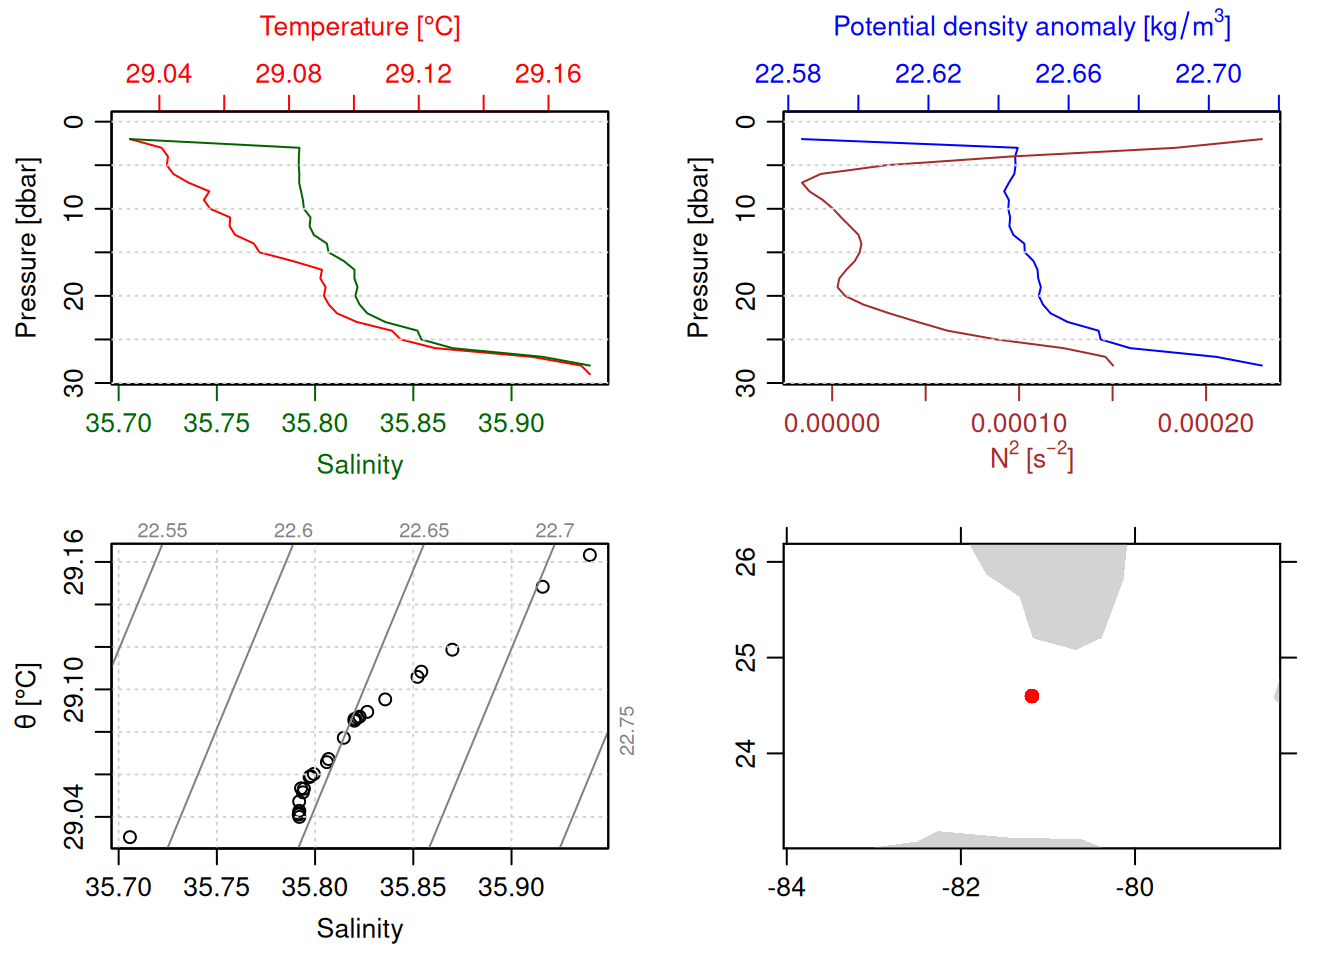 Temperature [°C]
29.04 29.08 29.12 29.16
Pressure [dbar]
0
10
20
30
35.70 35.75 35.80 35.85 35.90
Salinity
Potential density anomaly [kg/m³]
22.58 22.62 22.66 22.70
Pressure [dbar]
0
10
20
30
0.00000 0.00010 0.00020
N² [s⁻²]
22.55 22.6 22.65 22.7
22.75
θ [°C]
29.16
29.10
29.04
35.70 35.75 35.80 35.85 35.90
Salinity
26
25
24
-84 -82 -80